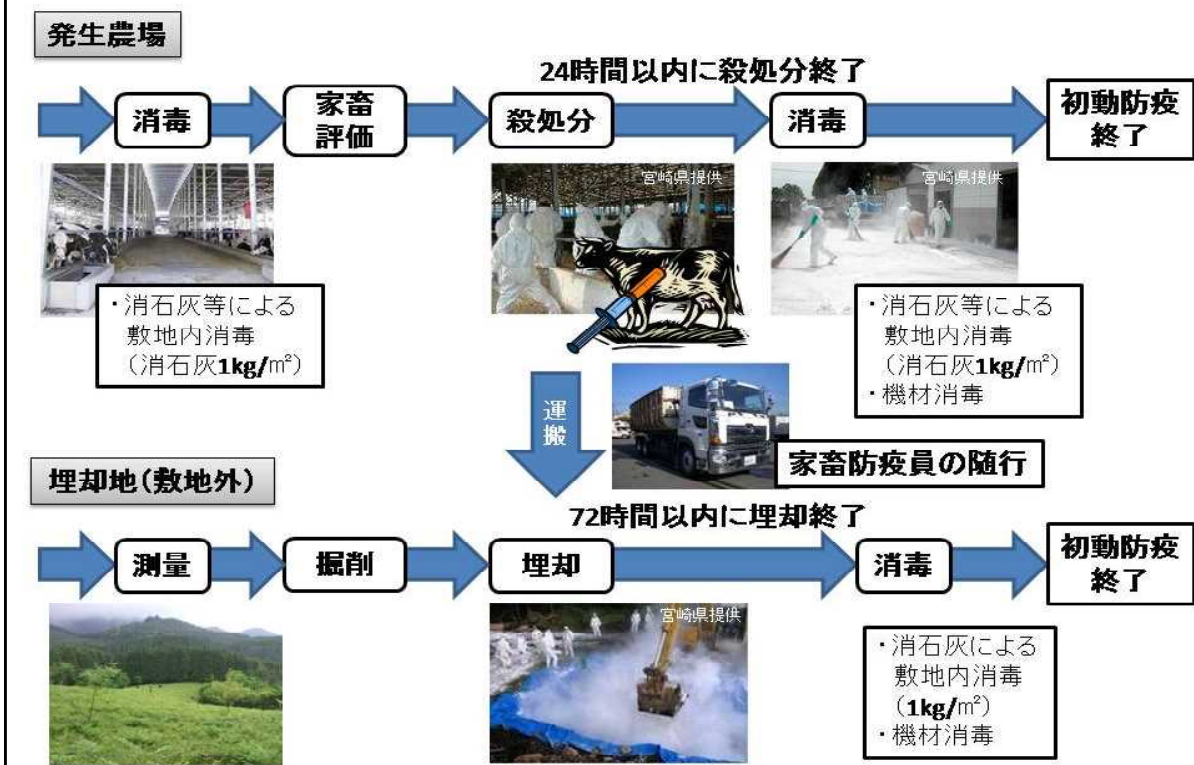 発生農場
24時間以内に殺処分終了
消毒
家畜
評価
殺処分
消毒
初動防疫
終了
宮崎県提供
宮崎県提供
・消石灰等による
敷地内消毒
（消石灰1kg/㎡）
・消石灰等による
敷地内消毒
（消石灰1kg/㎡）
・機材消毒
運
搬
家畜防疫員の随行
埋却地（敷地外）
72時間以内に埋却終了
測量
掘削
埋却
消毒
初動防疫
終了
宮崎県提供
・消石灰による
敷地内消毒
（1kg/㎡）
・機材消毒